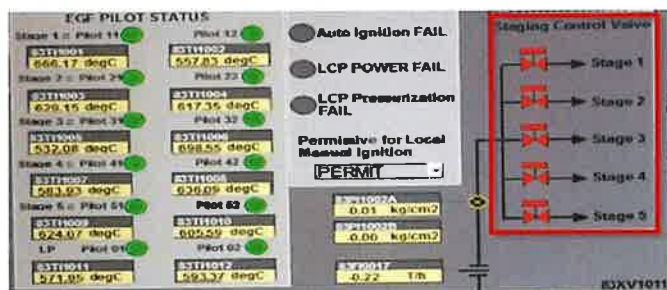 EGF PILOT STATUS
Stage 1 : Pilot 11 Pilot 12
83TI1001 83TI1002
666.17 degC 557.83 degC
Stage 2 : Pilot 21 Pilot 22
83TI1003 83TI1004
628.15 degC 617.35 degC
Stage 3 : Pilot 31 Pilot 32
83TI1005 83TI1006
532.08 degC 698.55 degC
Stage 4 : Pilot 41 Pilot 42
83TI1007 83TI1008
583.93 degC 636.09 degC
Stage 5 : Pilot 51 Pilot 52
83TI1009 83TI1010
624.07 degC 605.59 degC
LP Pilot 01 Pilot 02
83TI1011 83TI1012
571.95 degC 593.37 degC
Auto Ignition FAIL
LCP POWER FAIL
LCP Pressurization
FAIL
Permissive for Local
Manual Ignition
PERMIT
83PI1002A
0.01 kg/cm2
83PI1002B
-0.00 kg/cm2
83FI0017
-0.22 T/h
Staging Control Valve
Stage 1
Stage 2
Stage 3
Stage 4
Stage 5
83XV1011